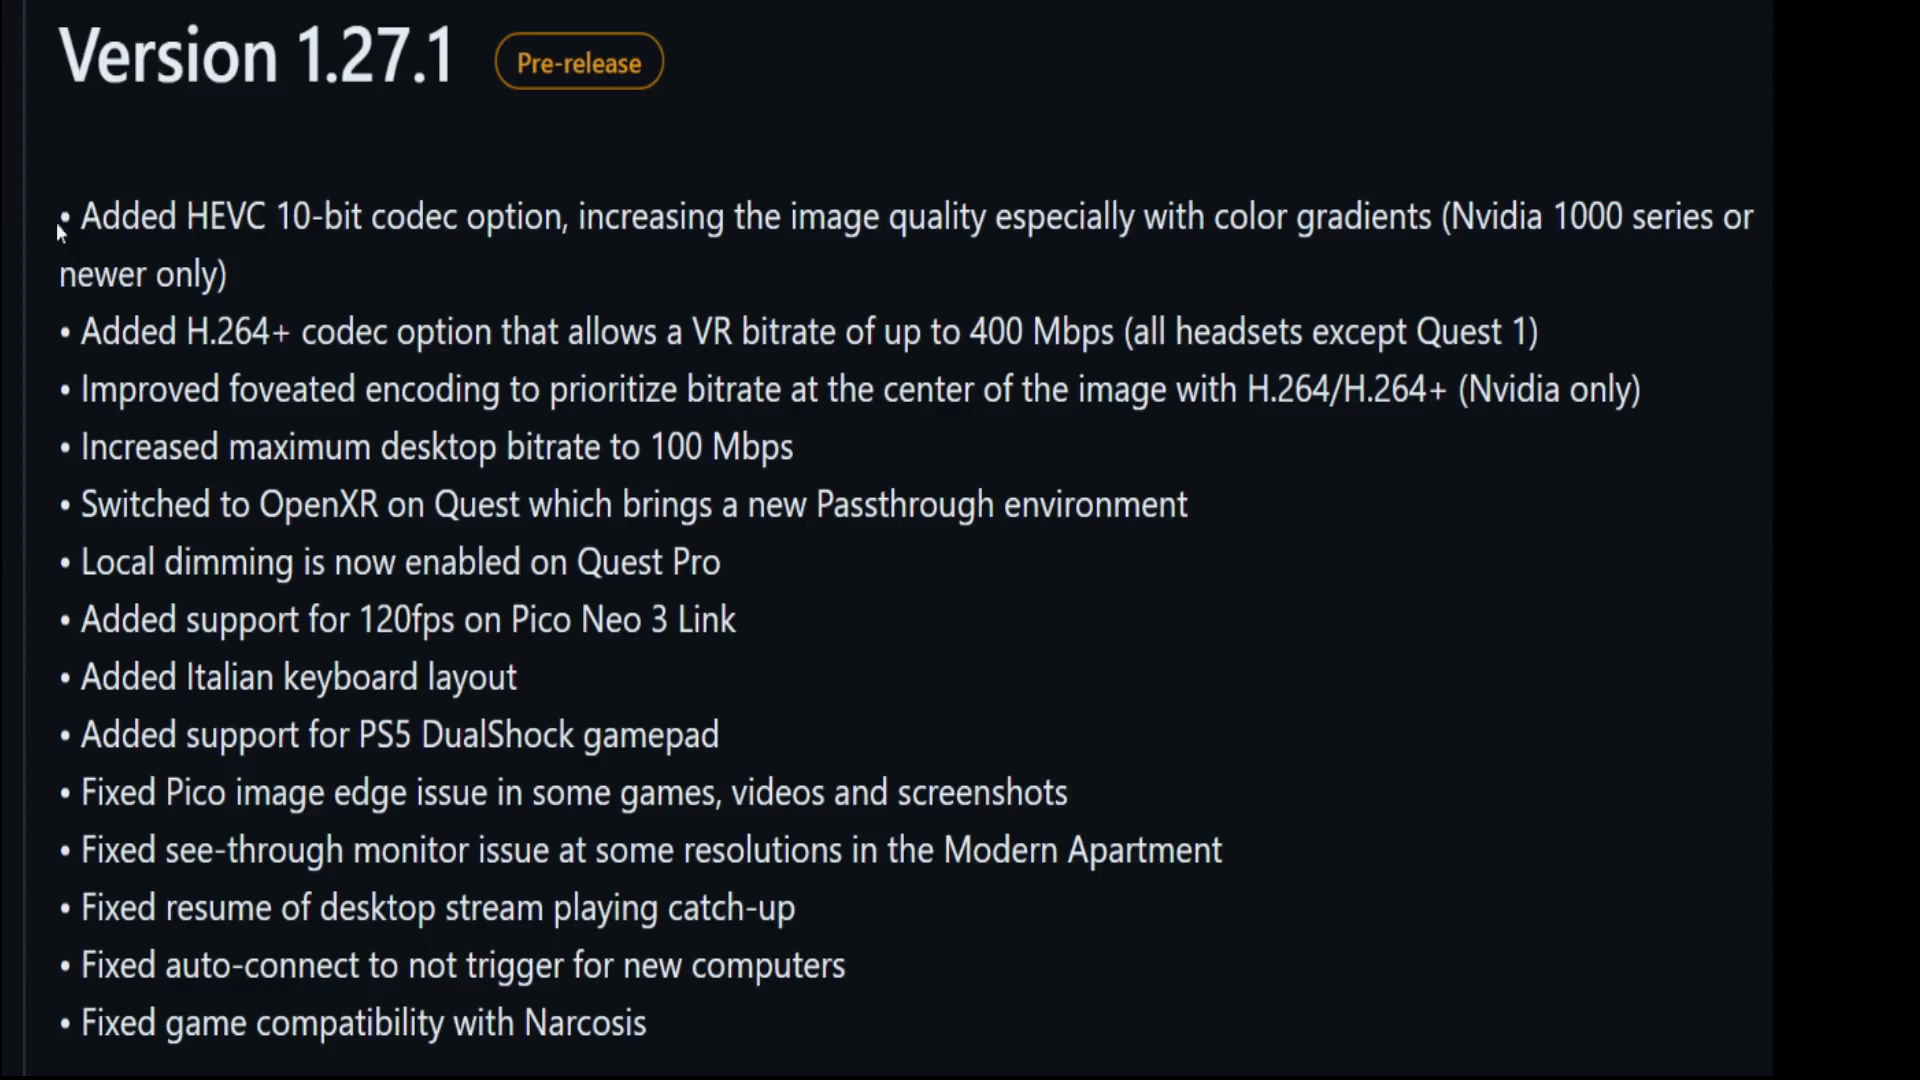 Version 1.27.1 Pre-release
• Added HEVC 10-bit codec option, increasing the image quality especially with color gradients (Nvidia 1000 series or
newer only)
• Added H.264+ codec option that allows a VR bitrate of up to 400 Mbps (all headsets except Quest 1)
• Improved foveated encoding to prioritize bitrate at the center of the image with H.264/H.264+ (Nvidia only)
• Increased maximum desktop bitrate to 100 Mbps
• Switched to OpenXR on Quest which brings a new Passthrough environment
• Local dimming is now enabled on Quest Pro
• Added support for 120fps on Pico Neo 3 Link
• Added Italian keyboard layout
• Added support for PS5 DualShock gamepad
• Fixed Pico image edge issue in some games, videos and screenshots
• Fixed see-through monitor issue at some resolutions in the Modern Apartment
• Fixed resume of desktop stream playing catch-up
• Fixed auto-connect to not trigger for new computers
• Fixed game compatibility with Narcosis